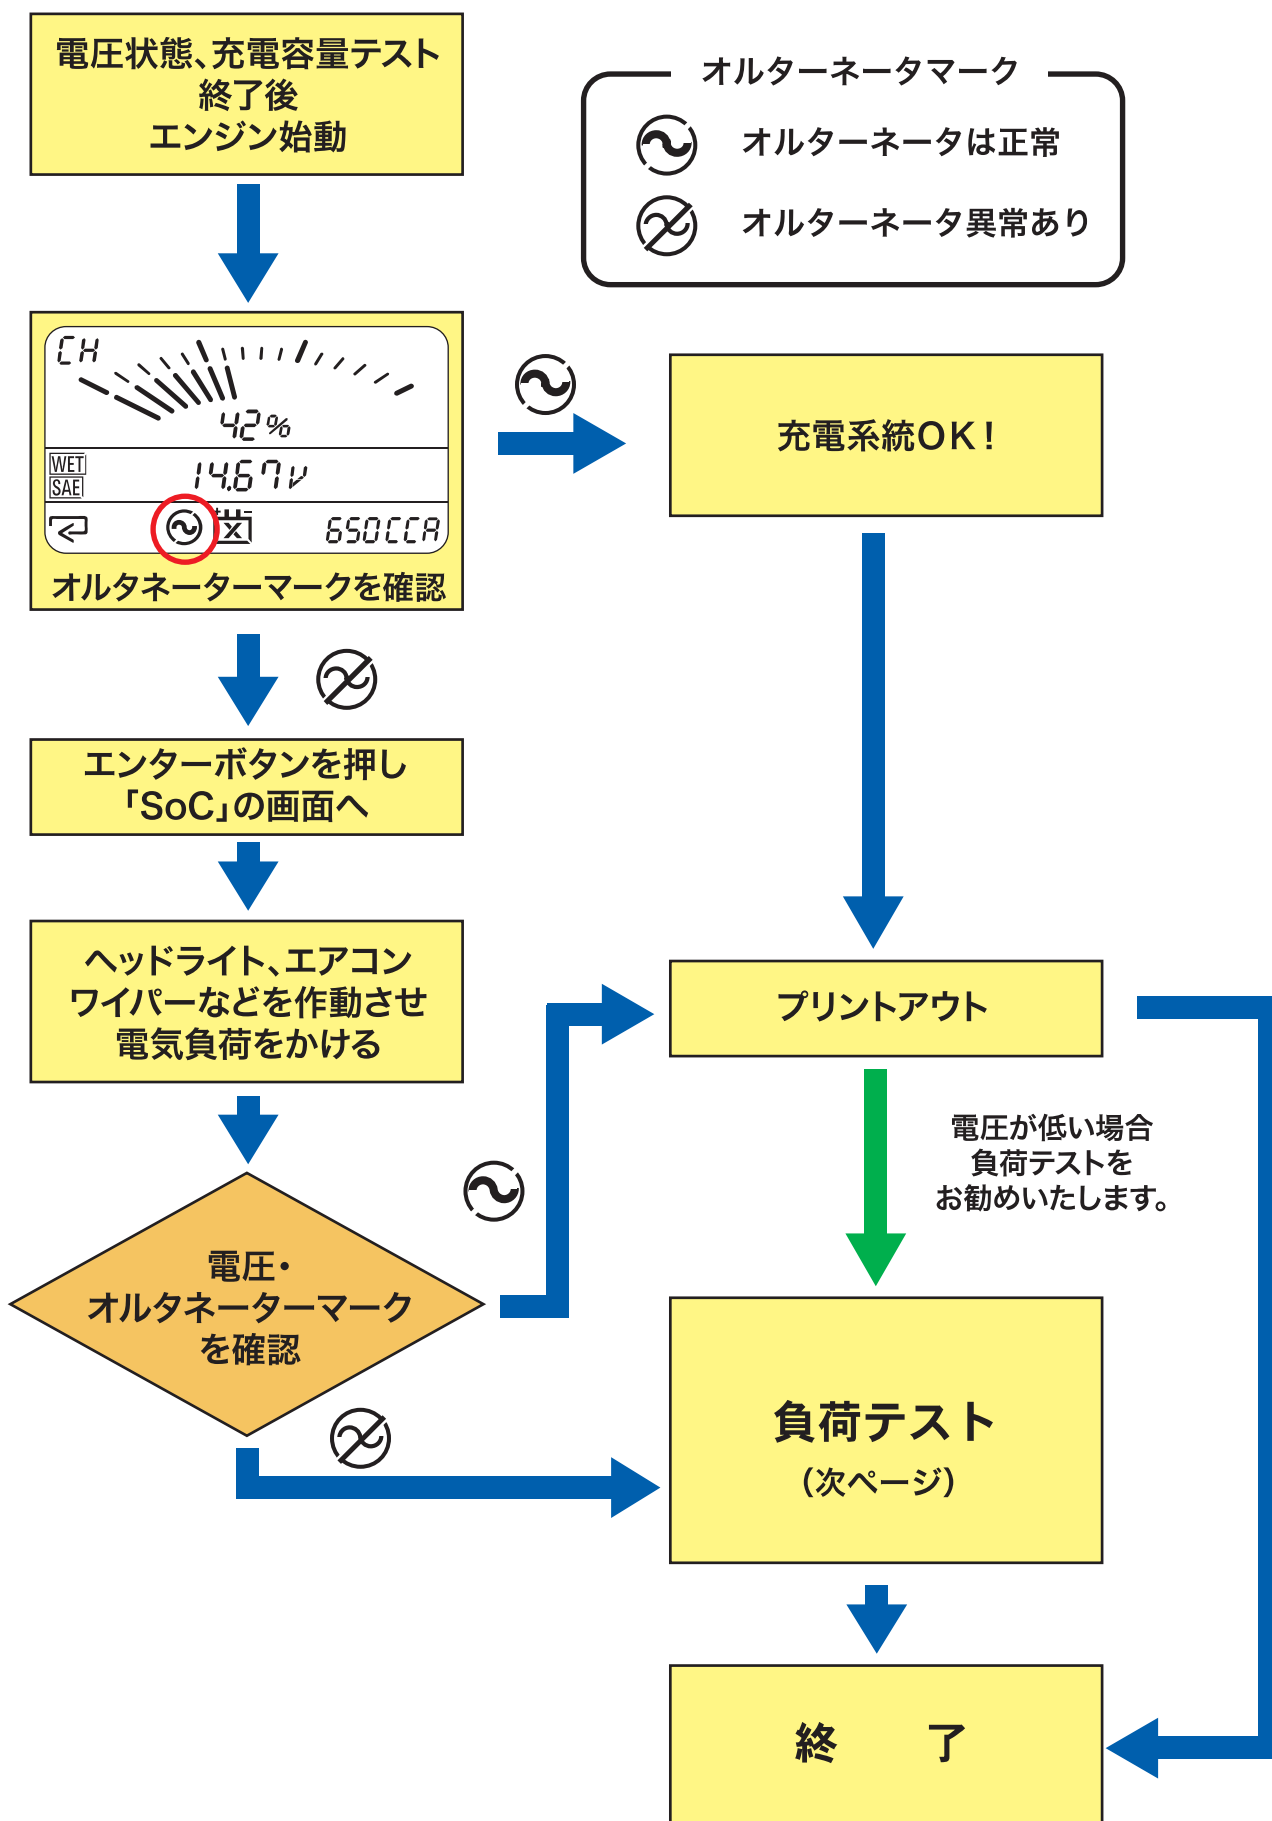 電圧状態、充電容量テスト
終了後
エンジン始動
オルターネータマーク
オルターネータは正常
オルターネータ異常あり
CH
42%
WET
SAE
14.67v
650CCA
オルタネーターマークを確認
充電系統OK！
エンターボタンを押し
「SoC」の画面へ
ヘッドライト、エアコン
ワイパーなどを作動させ
電気負荷をかける
プリントアウト
電圧が低い場合
負荷テストを
お勧めいたします。
電圧・
オルタネーターマーク
を確認
負荷テスト
（次ページ）
終　了